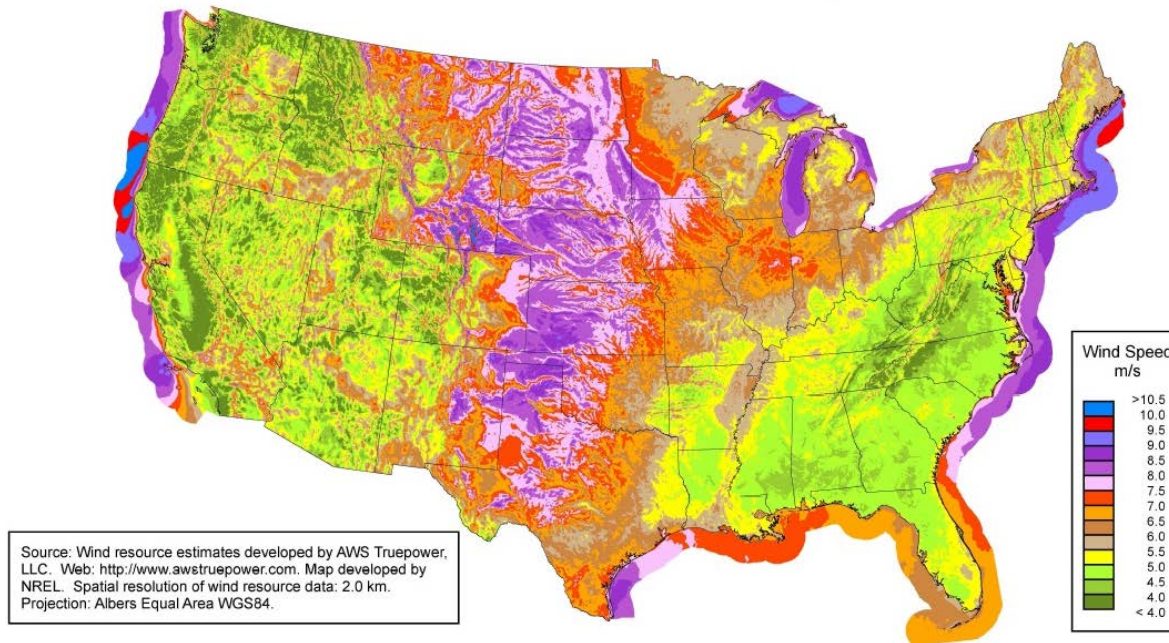 Wind Speed
m/s
>10.5
10.0
9.5
9.0
8.5
8.0
7.5
7.0
6.5
6.0
5.5
5.0
4.5
4.0
< 4.0
Source: Wind resource estimates developed by AWS Truepower,
LLC. Web: http://www.awstruepower.com. Map developed by
NREL. Spatial resolution of wind resource data: 2.0 km.
Projection: Albers Equal Area WGS84.